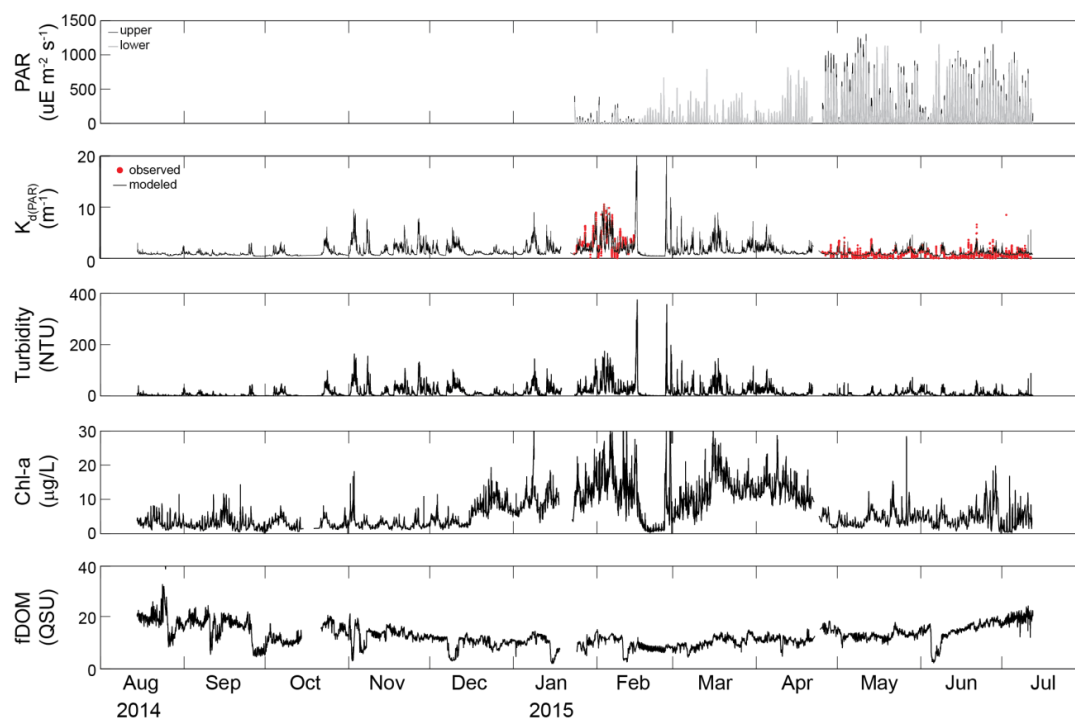 PAR
(uE m-2 s-1)
1500
1000
500
0
upper
lower
Kd(PAR)
(m-1)
20
10
0
observed
modeled
Turbidity
(NTU)
400
200
0
Chl-a
(µg/L)
30
20
10
0
fDOM
(QSU)
40
20
0
Aug Sep Oct Nov Dec Jan Feb Mar Apr May Jun Jul
2014 2015